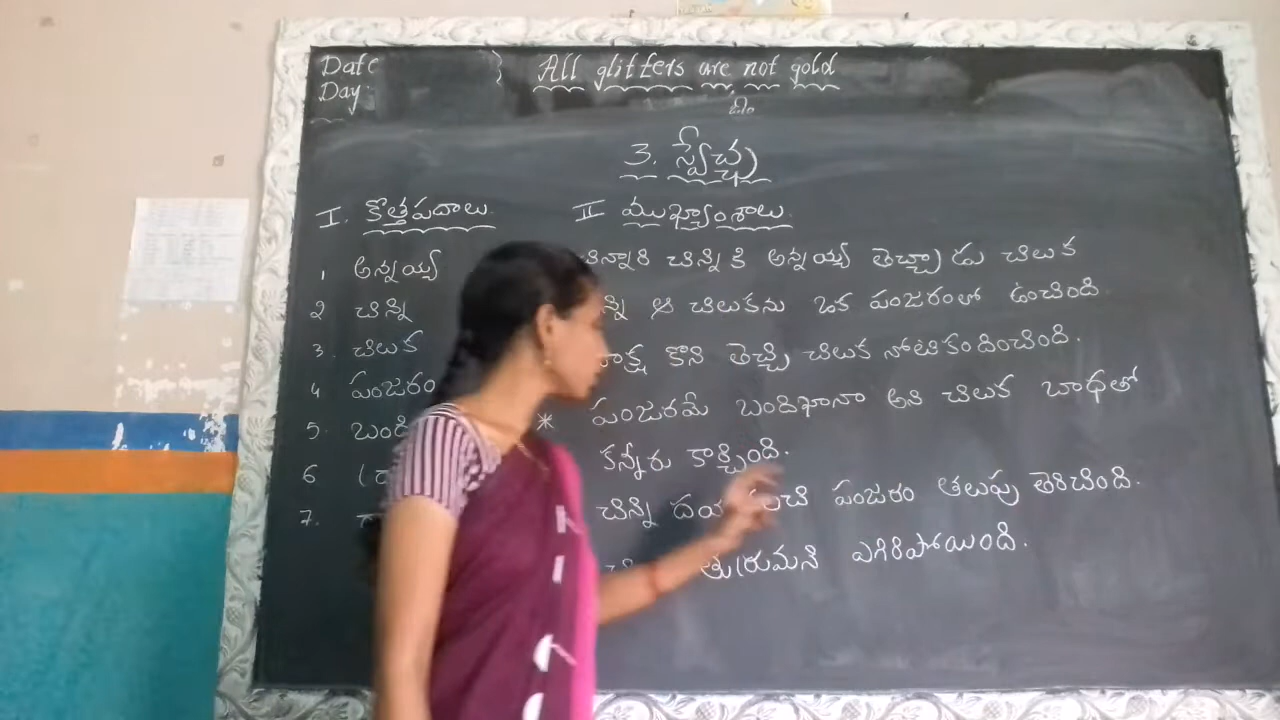 Date
Day:
All glitters are not gold
3. స్వేచ్ఛ
I. కొత్తపదాలు
1 అన్నయ్య
2 చిన్ని
3. చిలుక
4 పంజరం
5. బంది
6
7.
II ముఖ్యాంశాలు
చిన్నారి చిన్నికి అన్నయ్య తెచ్చాడు చిలుక
ఆ చిలుకను ఒక పంజరంలో ఉంచింది.
కొని తెచ్చి చిలుక నోటికందించింది.
* పంజరమే బందిఖానా అని చిలుక బాధతో
కన్నీరు కార్చింది.
చిన్ని పంజరం తలుపు తెరిచింది.
తుర్రుమని ఎగిరిపోయింది.